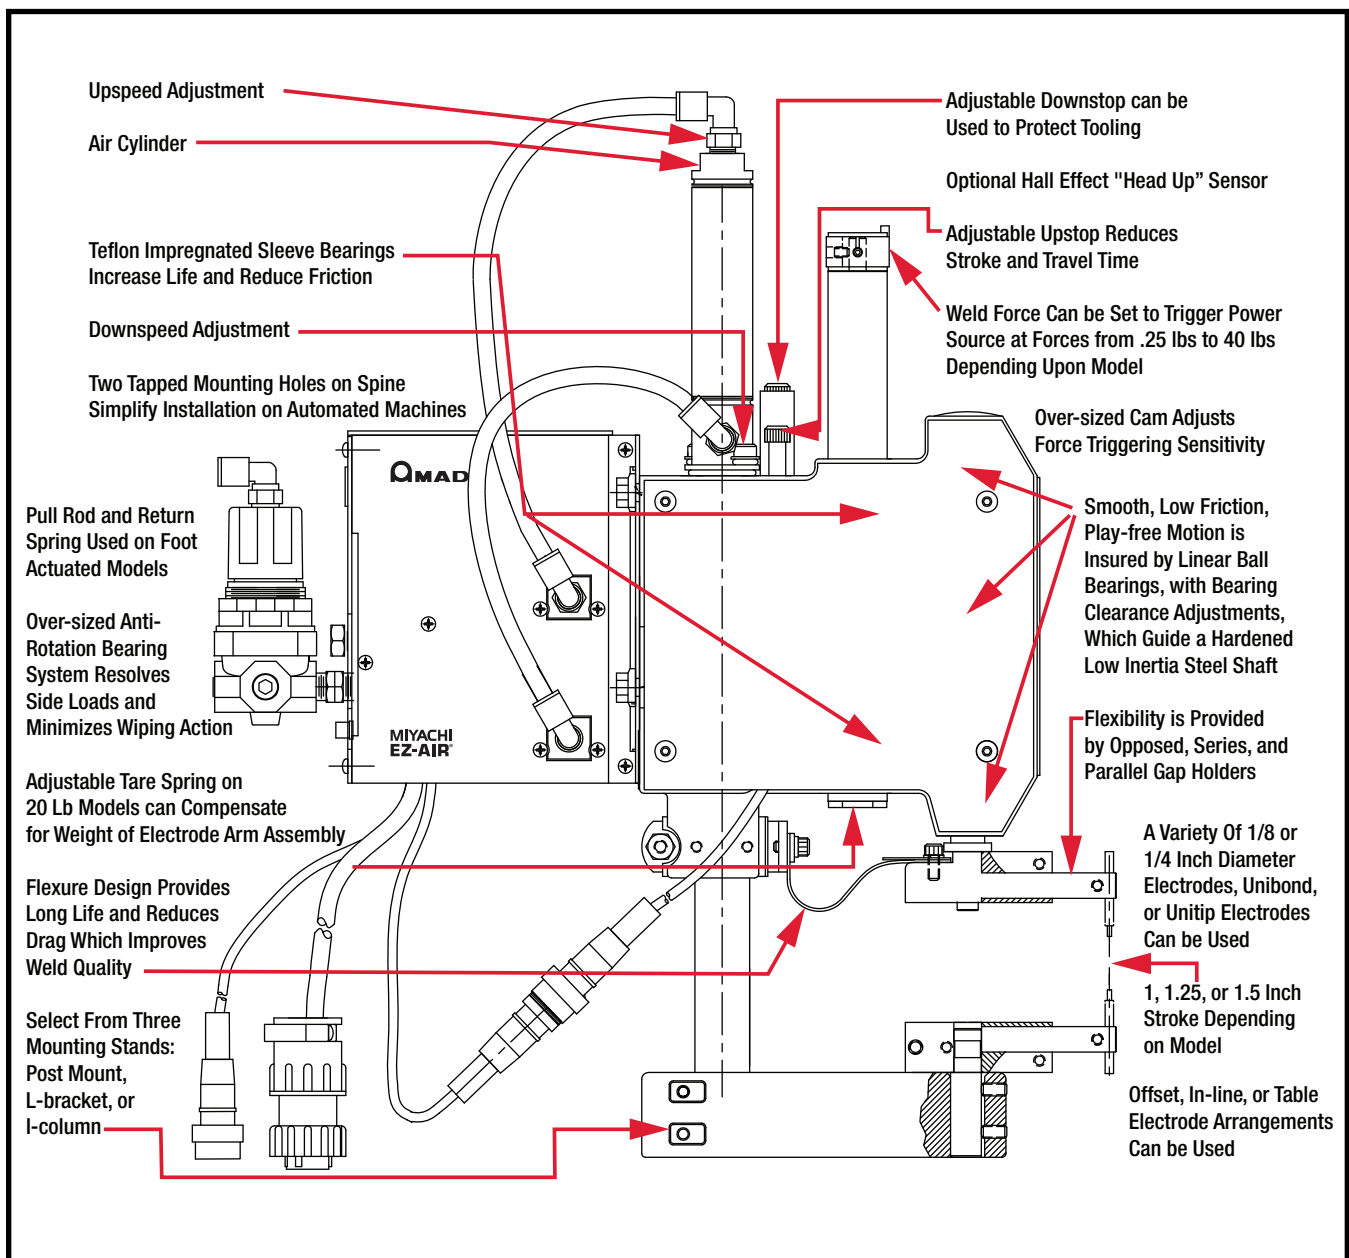 Upspeed Adjustment
Air Cylinder
Teflon Impregnated Sleeve Bearings
Increase Life and Reduce Friction
Downspeed Adjustment
Two Tapped Mounting Holes on Spine
Simplify Installation on Automated Machines
Pull Rod and Return
Spring Used on Foot
Actuated Models
Over-sized Anti-
Rotation Bearing
System Resolves
Side Loads and
Minimizes Wiping Action
Adjustable Tare Spring on
20 Lb Models can Compensate
for Weight of Electrode Arm Assembly
Flexure Design Provides
Long Life and Reduces
Drag Which Improves
Weld Quality
Select From Three
Mounting Stands:
Post Mount,
L-bracket, or
I-column
AMAD
MIYACHI
EZ-AIR®
Adjustable Downstop can be
Used to Protect Tooling
Optional Hall Effect "Head Up” Sensor
Adjustable Upstop Reduces
Stroke and Travel Time
Weld Force Can be Set to Trigger Power
Source at Forces from .25 lbs to 40 lbs
Depending Upon Model
Over-sized Cam Adjusts
Force Triggering Sensitivity
Smooth, Low Friction,
Play-free Motion is
Insured by Linear Ball
Bearings, with Bearing
Clearance Adjustments,
Which Guide a Hardened
Low Inertia Steel Shaft
Flexibility is Provided
by Opposed, Series, and
Parallel Gap Holders
A Variety Of 1/8 or
1/4 Inch Diameter
Electrodes, Unibond,
or Unitip Electrodes
Can be Used
1, 1.25, or 1.5 Inch
Stroke Depending
on Model
Offset, In-line, or Table
Electrode Arrangements
Can be Used